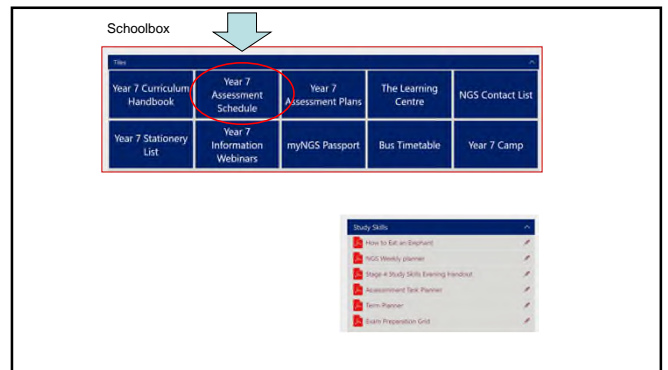 Schoolbox
Tiles
Year 7 Curriculum Handbook
Year 7 Assessment Schedule
Year 7 Assessment Plans
The Learning Centre
NGS Contact List
Year 7 Stationery List
Year 7 Information Webinars
myNGS Passport
Bus Timetable
Year 7 Camp
Study Skills
How to Eat an Elephant
NGS Weekly planner
Stage 4 Study Skills Evening Handout
Assessment Task Planner
Term Planner
Exam Preparation Grid